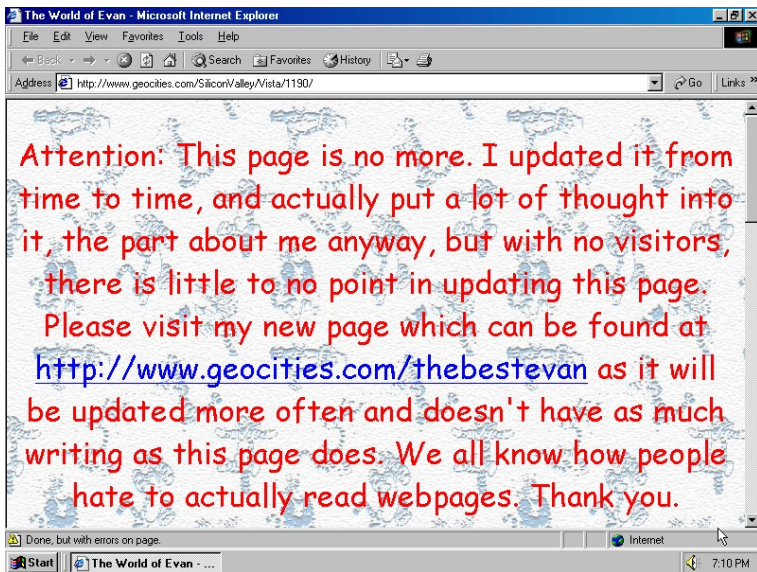 The World of Evan - Microsoft Internet Explorer
File Edit View Favorites Tools Help
Back Search Favorites History
Address http://www.geocities.com/SiliconValley/Vista/1190/ Go Links »
Attention: This page is no more. I updated it from
time to time, and actually put a lot of thought into
it, the part about me anyway, but with no visitors,
there is little to no point in updating this page.
Please visit my new page which can be found at
http://www.geocities.com/thebestevan as it will
be updated more often and doesn't have as much
writing as this page does. We all know how people
hate to actually read webpages. Thank you.
Done, but with errors on page. Internet
Start The World of Evan - ... 7:10 PM